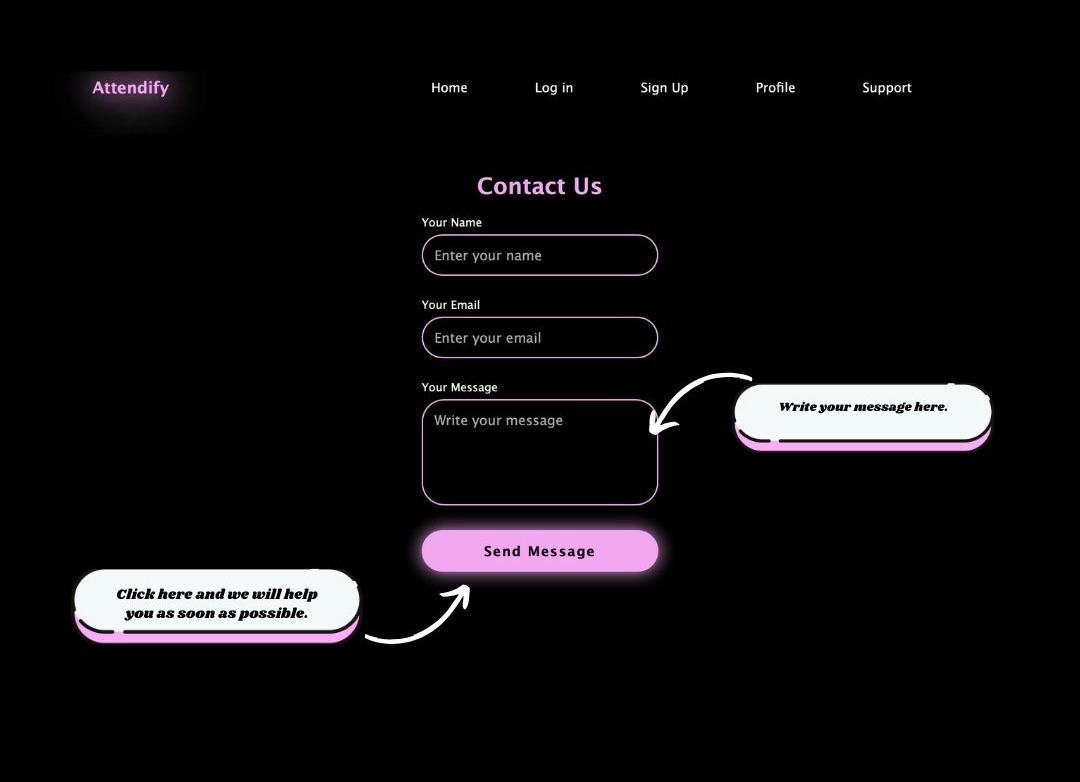 Attendify
Home Log in Sign Up Profile Support
Contact Us
Your Name
Enter your name
Your Email
Enter your email
Your Message
Write your message
Write your message here.
Send Message
Click here and we will help
you as soon as possible.